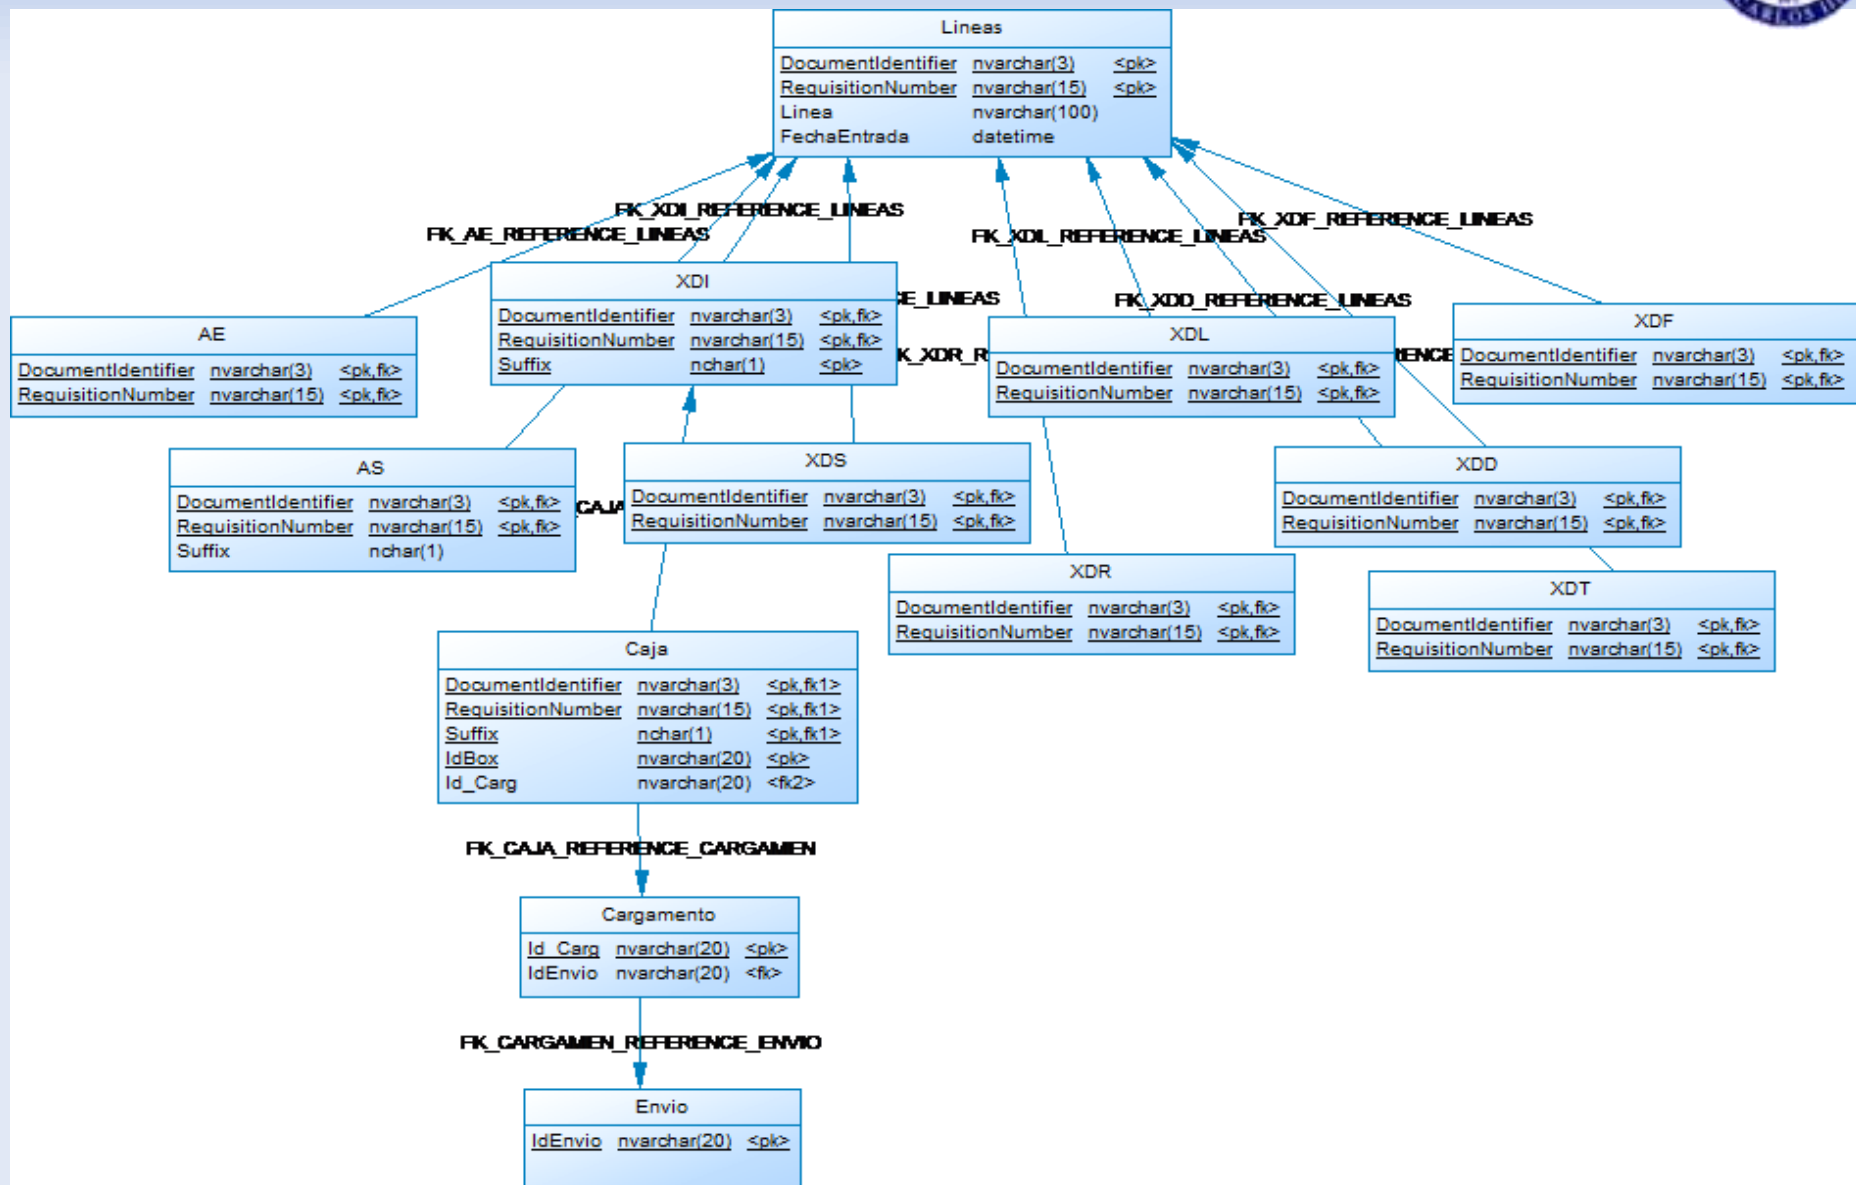 CARLOS III
Lineas
DocumentIdentifier nvarchar(3) <pk>
RequisitionNumber nvarchar(15) <pk>
Linea nvarchar(100)
FechaEntrada datetime
FK_XDI_REFERENCE_LINEAS
FK_AE_REFERENCE_LINEAS
FK_XDL_REFERENCE_LINEAS
FK_XDF_REFERENCE_LINEAS
XDI
DocumentIdentifier nvarchar(3) <pk,fk>
RequisitionNumber nvarchar(15) <pk,fk>
Suffix nchar(1) <pk>
CE_LINEAS
FK_XDD_REFERENCE_LINEAS
AE
DocumentIdentifier nvarchar(3) <pk,fk>
RequisitionNumber nvarchar(15) <pk,fk>
K_XDR_R
XDL
DocumentIdentifier nvarchar(3) <pk,fk>
RequisitionNumber nvarchar(15) <pk,fk>
RENCE
XDF
DocumentIdentifier nvarchar(3) <pk,fk>
RequisitionNumber nvarchar(15) <pk,fk>
AS
DocumentIdentifier nvarchar(3) <pk,fk>
RequisitionNumber nvarchar(15) <pk,fk>
Suffix nchar(1)
CAJA
XDS
DocumentIdentifier nvarchar(3) <pk,fk>
RequisitionNumber nvarchar(15) <pk,fk>
XDD
DocumentIdentifier nvarchar(3) <pk,fk>
RequisitionNumber nvarchar(15) <pk,fk>
XDR
DocumentIdentifier nvarchar(3) <pk,fk>
RequisitionNumber nvarchar(15) <pk,fk>
XDT
DocumentIdentifier nvarchar(3) <pk,fk>
RequisitionNumber nvarchar(15) <pk,fk>
Caja
DocumentIdentifier nvarchar(3) <pk,fk1>
RequisitionNumber nvarchar(15) <pk,fk1>
Suffix nchar(1) <pk,fk1>
IdBox nvarchar(20) <pk>
Id_Carg nvarchar(20) <fk2>
FK_CAJA_REFERENCE_CARGAMEN
Cargamento
Id_Carg nvarchar(20) <pk>
IdEnvio nvarchar(20) <fk>
FK_CARGAMEN_REFERENCE_ENVIO
Envio
IdEnvio nvarchar(20) <pk>